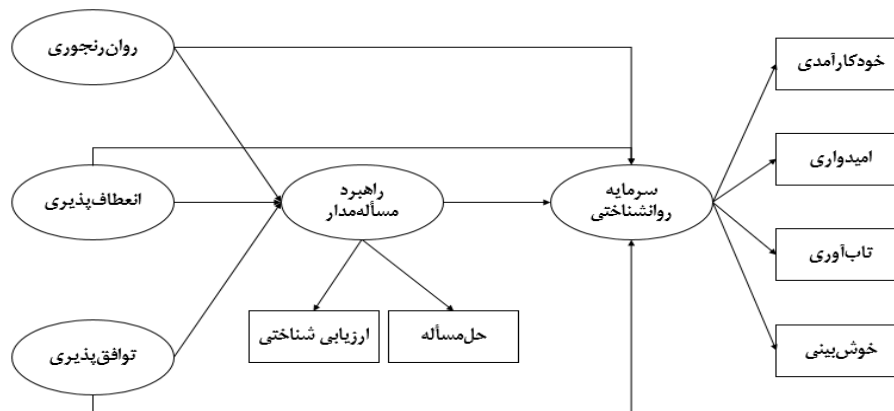 روان‌رنجوری
انعطاف‌پذیری
توافق‌پذیری
راهبرد
مسأله‌مدار
ارزیابی شناختی
حل‌مسأله
سرمایه
روانشناختی
خودکارآمدی
امیدواری
تاب‌آوری
خوش‌بینی